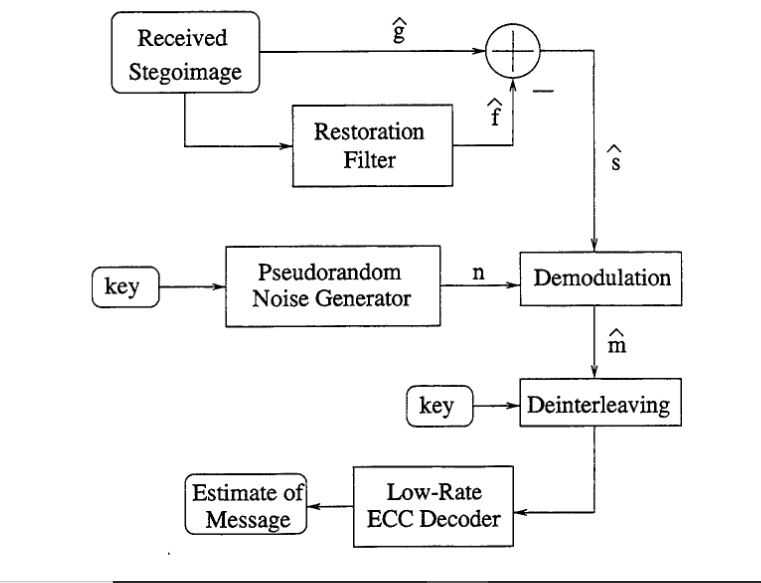 Received
Stegoimage
ĝ
−
f̂
Restoration
Filter
ŝ
key
Pseudorandom
Noise Generator
n
Demodulation
m̂
key
Deinterleaving
Estimate of
Message
Low-Rate
ECC Decoder